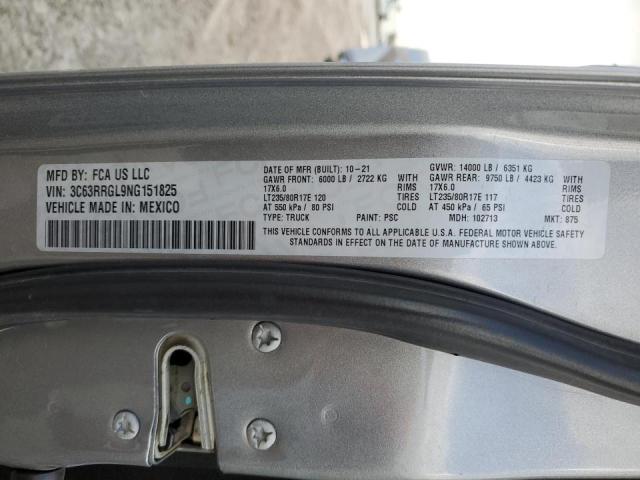 MFD BY: FCA US LLC
VIN: 3C63RRGL9NG151825
VEHICLE MADE IN: MEXICO
DATE OF MFR (BUILT): 10-21 GVWR: 14000 LB / 6351 KG
GAWR FRONT: 6000 LB / 2722 KG WITH GAWR REAR: 9750 LB / 4423 KG WITH
17X6.0 RIMS 17X6.0 RIMS
LT235/80R17E 120 TIRES LT235/80R17E 117 TIRES
AT 550 kPa / 80 PSI COLD AT 450 kPa / 65 PSI COLD
TYPE: TRUCK PAINT: PSC MDH: 102713 MKT: 875
THIS VEHICLE CONFORMS TO ALL APPLICABLE U.S.A. FEDERAL MOTOR VEHICLE SAFETY
STANDARDS IN EFFECT ON THE DATE OF MANUFACTURE SHOWN ABOVE.